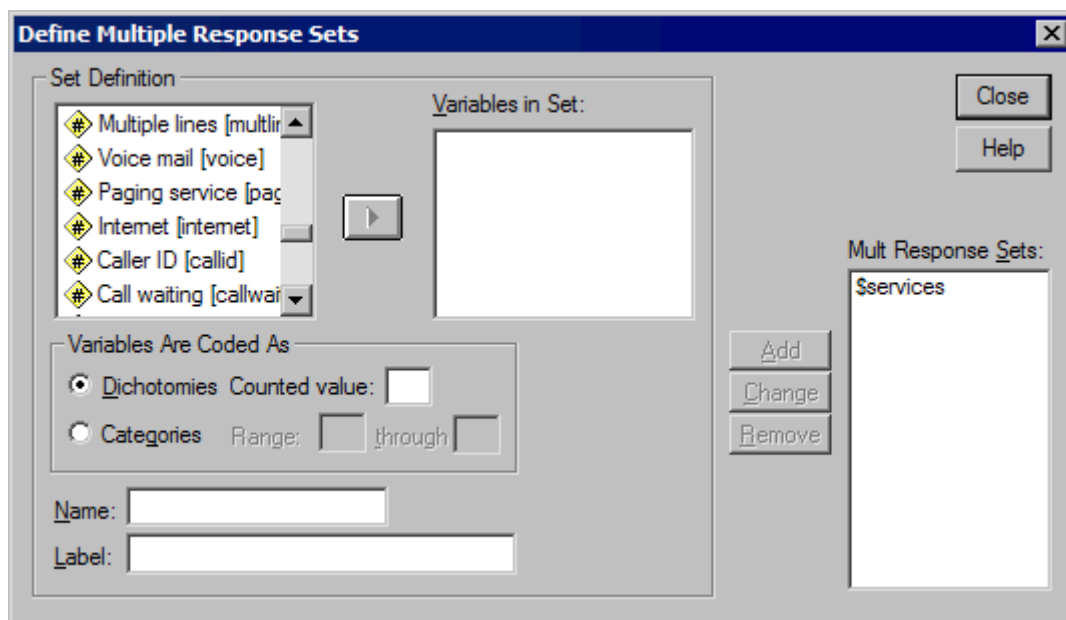 Define Multiple Response Sets
Set Definition
Multiple lines [multlin
Voice mail [voice]
Paging service [pag
Internet [internet]
Caller ID [callid]
Call waiting [callwai
Variables in Set:
Close
Help
Mult Response Sets:
$services
Variables Are Coded As
Dichotomies Counted value:
Categories Range: through
Add
Change
Remove
Name:
Label: